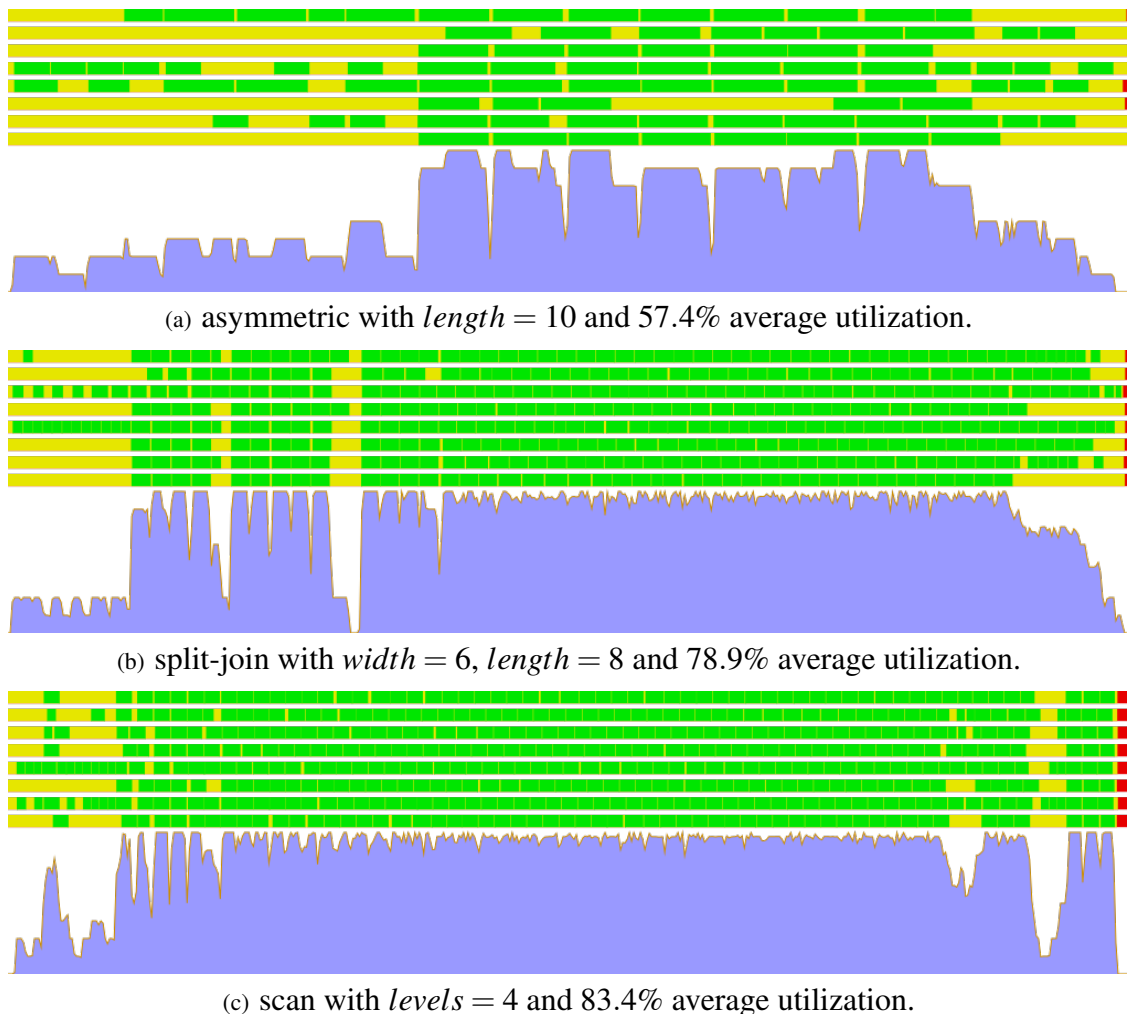 (a) asymmetric with length = 10 and 57.4% average utilization.
(b) split-join with width = 6, length = 8 and 78.9% average utilization.
(c) scan with levels = 4 and 83.4% average utilization.